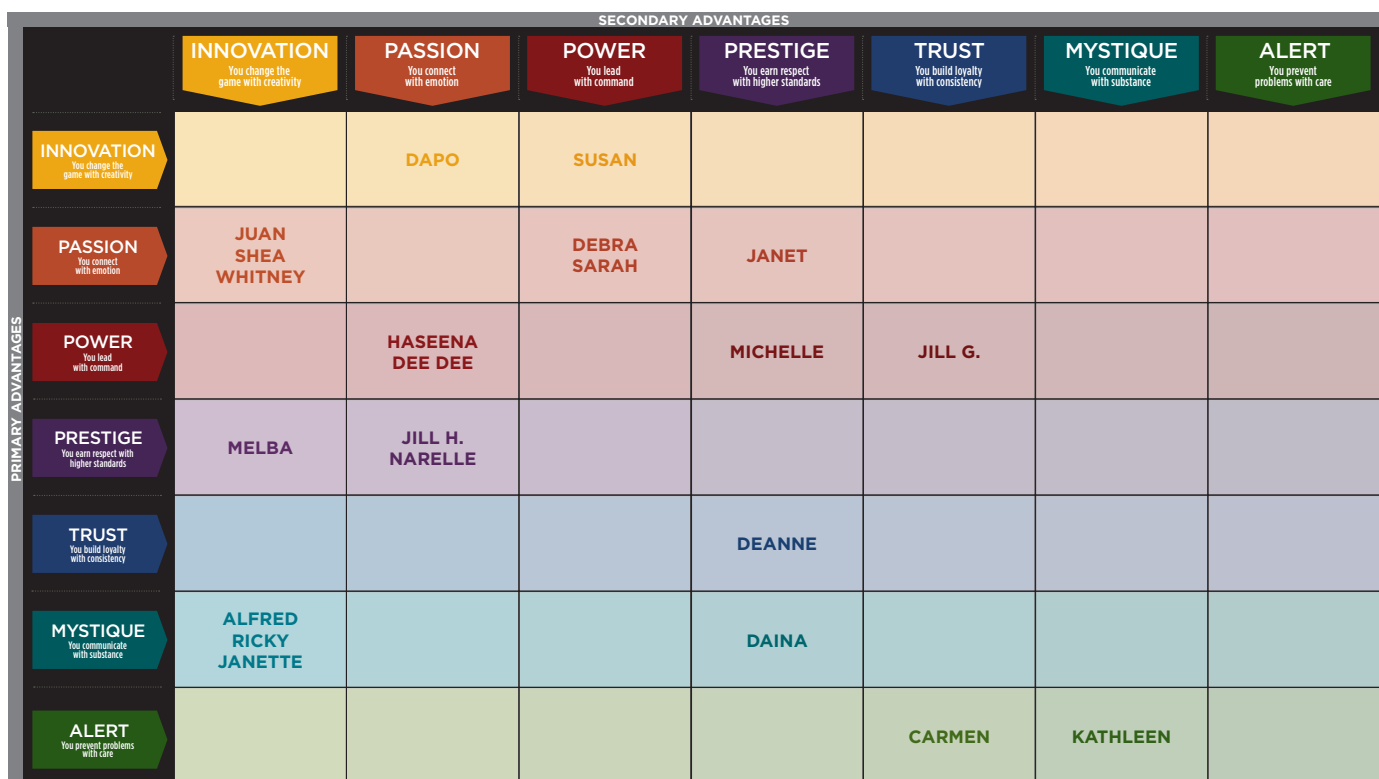 SECONDARY ADVANTAGES
INNOVATION
You change the
game with creativity
PASSION
You connect
with emotion
POWER
You lead
with command
PRESTIGE
You earn respect
with higher standards
TRUST
You build loyalty
with consistency
MYSTIQUE
You communicate
with substance
ALERT
You prevent
problems with care
PRIMARY ADVANTAGES
INNOVATION
You change the
game with creativity
DAPO
SUSAN
PASSION
You connect
with emotion
JUAN
SHEA
WHITNEY
DEBRA
SARAH
JANET
POWER
You lead
with command
HASEENA
DEE DEE
MICHELLE
JILL G.
PRESTIGE
You earn respect with
higher standards
MELBA
JILL H.
NARELLE
TRUST
You build loyalty
with consistency
DEANNE
MYSTIQUE
You communicate
with substance
ALFRED
RICKY
JANETTE
DAINA
ALERT
You prevent problems
with care
CARMEN
KATHLEEN